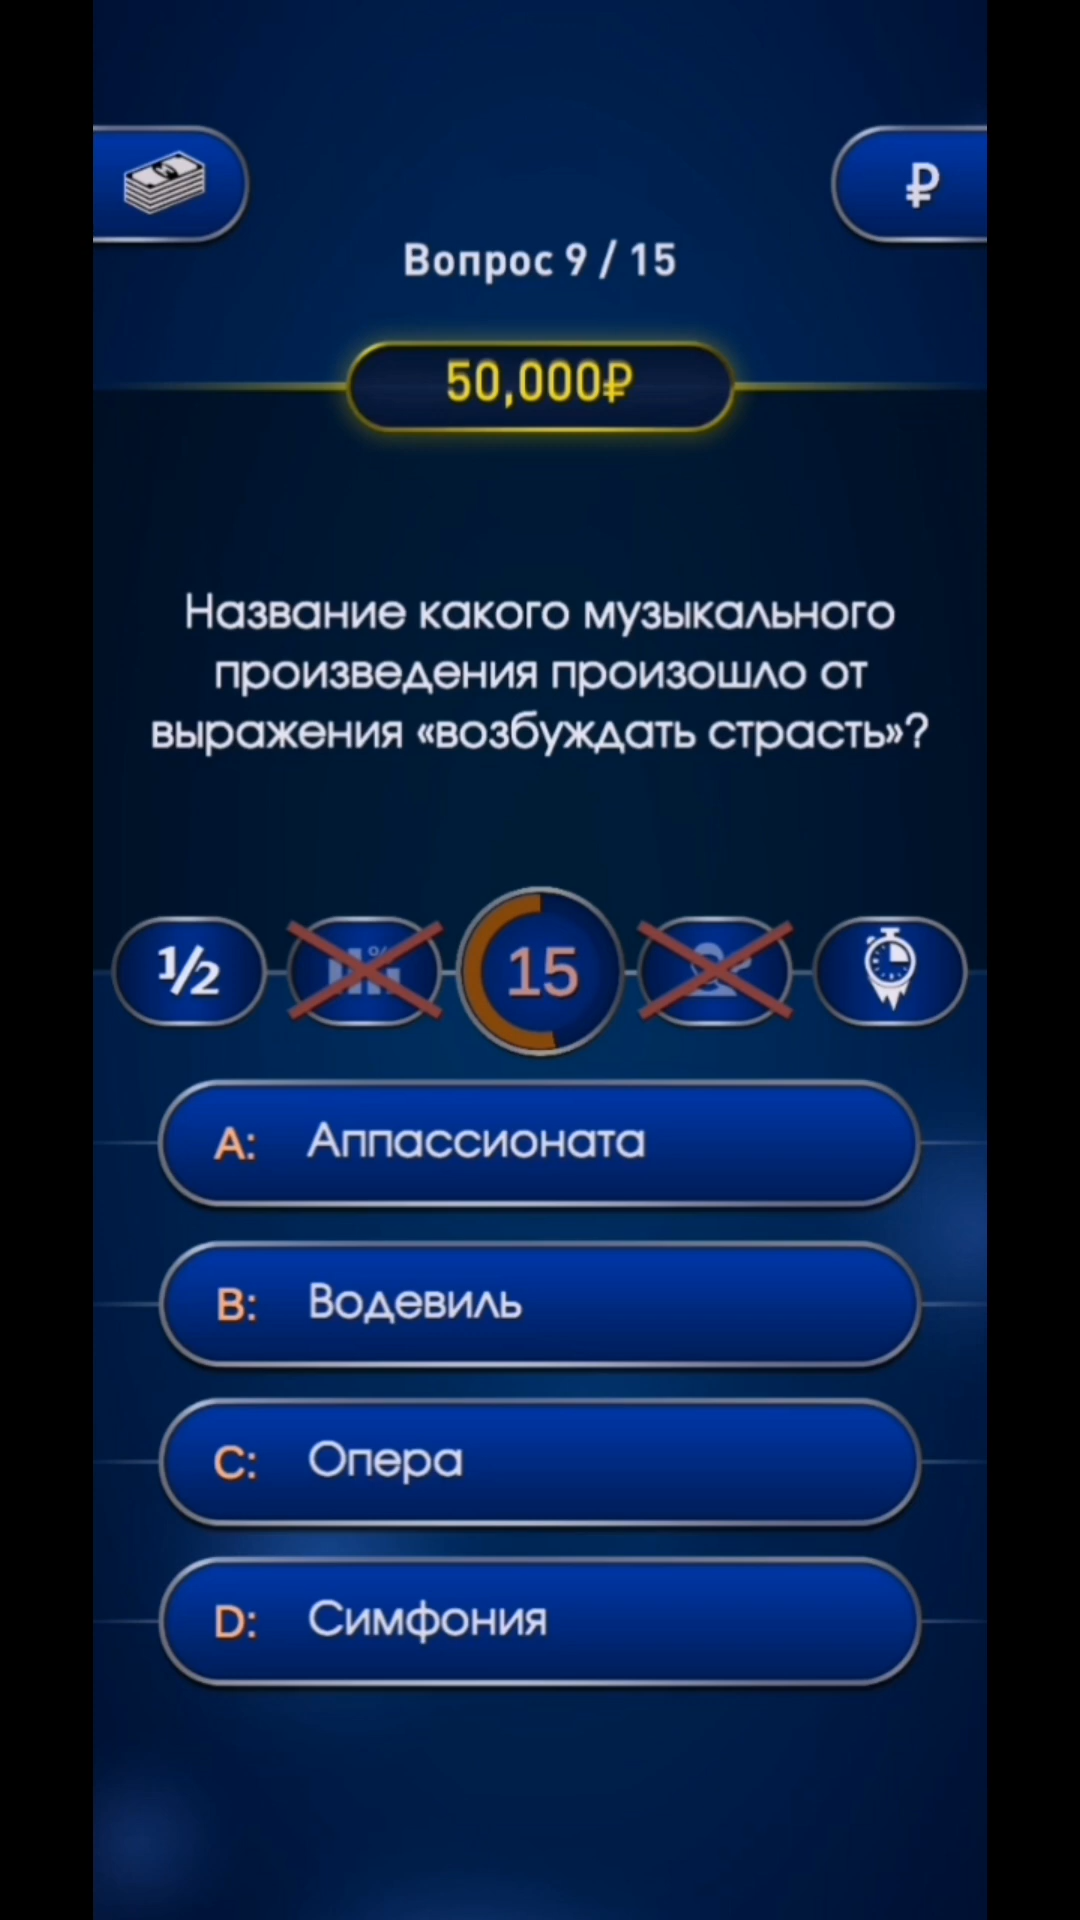 ₽
Вопрос 9 / 15
50,000₽
Название какого музыкального
произведения произошло от
выражения «возбуждать страсть»?
½
%
15
A: Аппассионата
B: Водевиль
C: Опера
D: Симфония